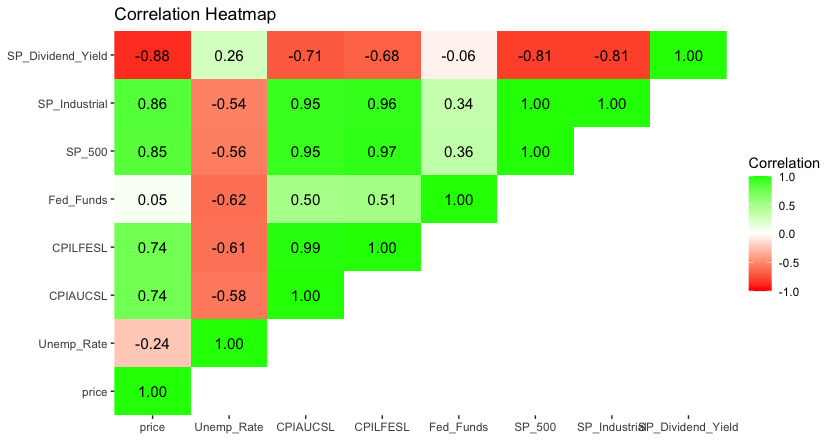 Correlation Heatmap
SP_Dividend_Yield -0.88 0.26 -0.71 -0.68 -0.06 -0.81 -0.81 1.00
SP_Industrial 0.86 -0.54 0.95 0.96 0.34 1.00 1.00
SP_500 0.85 -0.56 0.95 0.97 0.36 1.00
Fed_Funds 0.05 -0.62 0.50 0.51 1.00
CPILFESL 0.74 -0.61 0.99 1.00
CPIAUCSL 0.74 -0.58 1.00
Unemp_Rate -0.24 1.00
price 1.00
price Unemp_Rate CPIAUCSL CPILFESL Fed_Funds SP_500 SP_Industrial SP_Dividend_Yield
Correlation
1.0
0.5
0.0
-0.5
-1.0